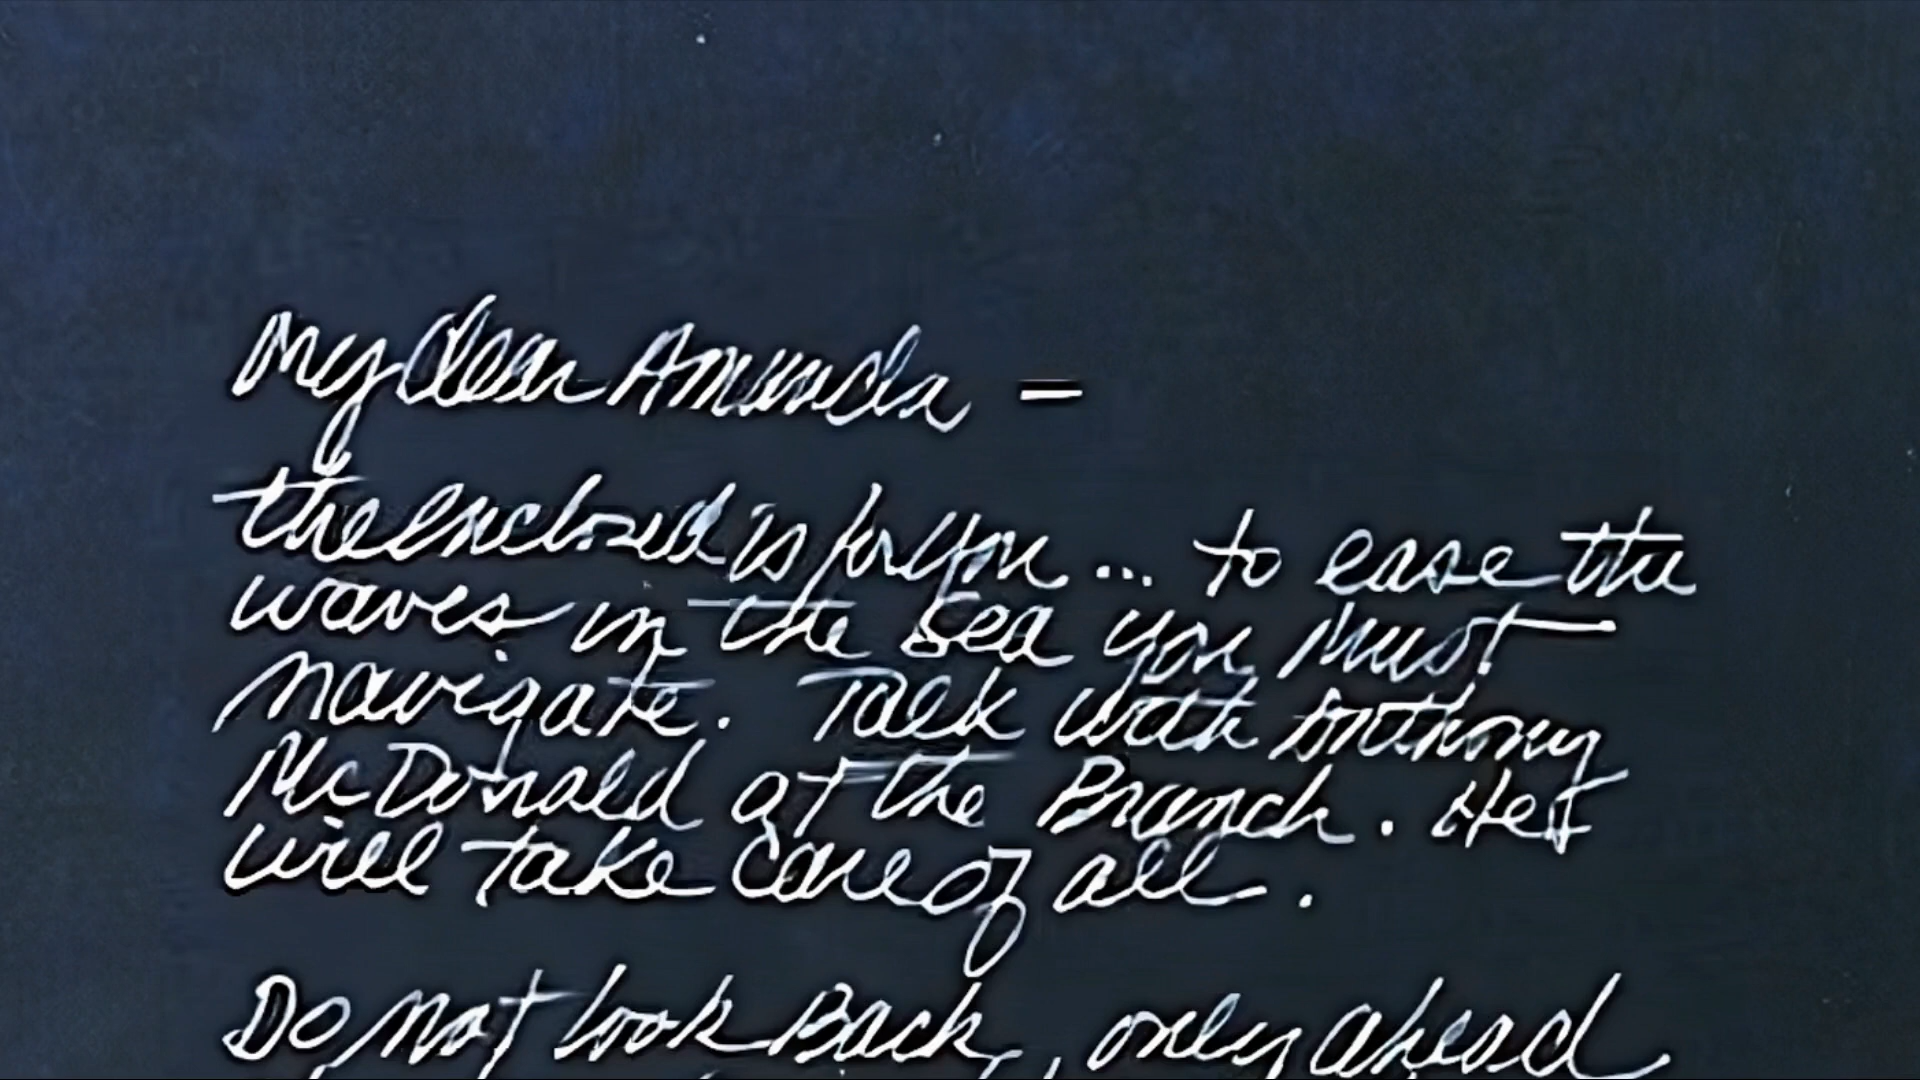 My dear Amanda —
the enclosed is for you ... to ease the
waves in the Sea you must
navigate. Talk with Anthony
McDonald at the Branch. He
will take care of all.
Do not look Back, only ahead